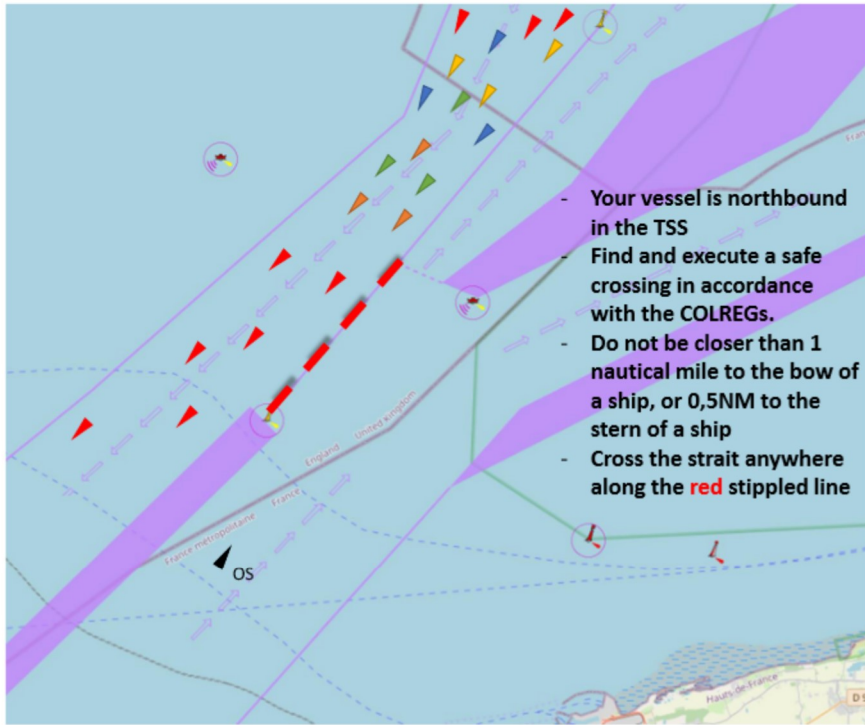 - Your vessel is northbound
in the TSS
- Find and execute a safe
crossing in accordance
with the COLREGs.
- Do not be closer than 1
nautical mile to the bow of
a ship, or 0,5NM to the
stern of a ship
- Cross the strait anywhere
along the red stippled line
England
United Kingdom
France métropolitaine
France
OS
Hauts-de-France